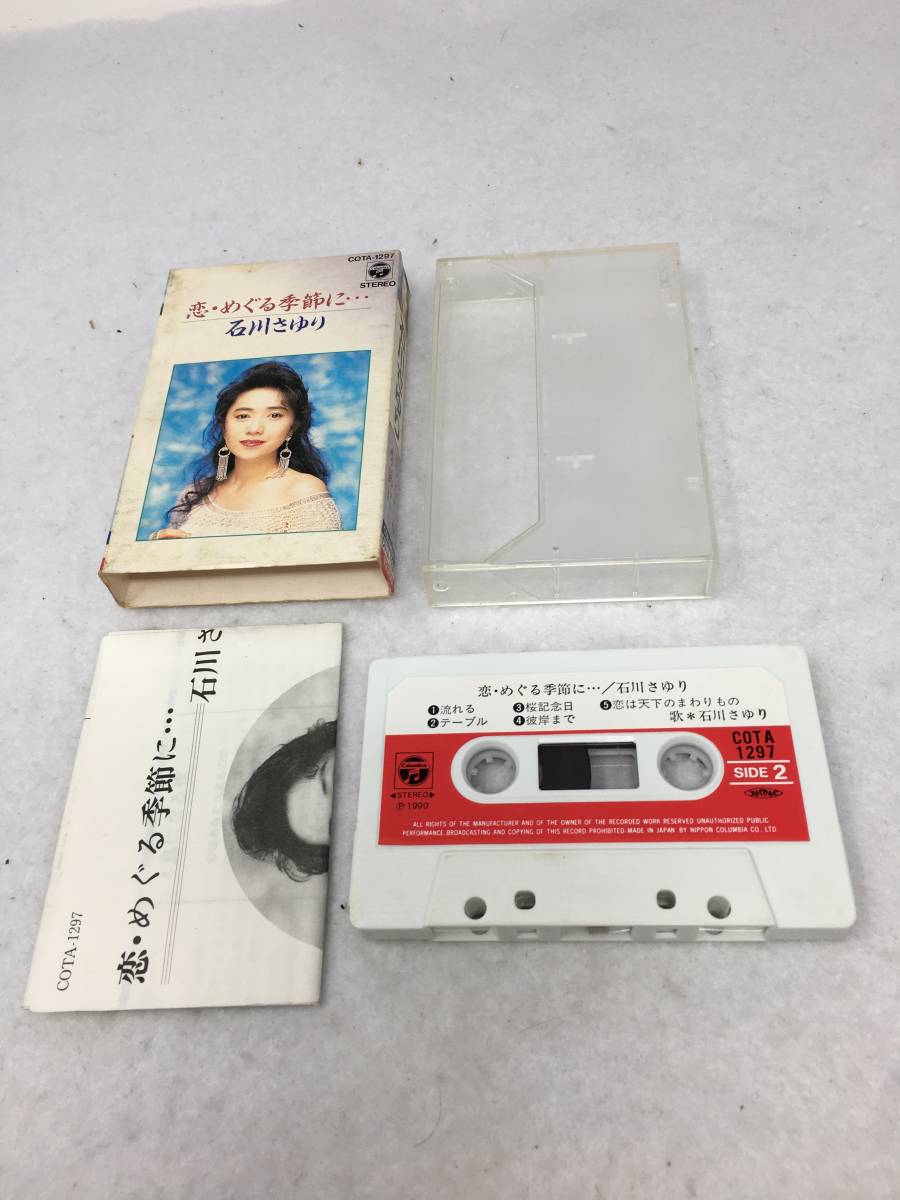 COTA-1297
STEREO
恋・めぐる季節に…
石川さゆり
恋・めぐる季節に…
石川さ
COTA-1297
恋・めぐる季節に…／石川さゆり
❶流れる ❸桜記念日 ❺恋は天下のまわりもの
❷テーブル ❹彼岸まで 歌＊石川さゆり
Columbia
◀STEREO▶
℗1990
COTA
1297
SIDE 2
ALL RIGHTS OF THE MANUFACTURER AND OF THE OWNER OF THE RECORDED WORK RESERVED UNAUTHORIZED PUBLIC
PERFORMANCE.BROADCASTING AND COPYING OF THIS RECORD PROHIBITED-MADE IN JAPAN BY NIPPON COLUMBIA CO., LTD